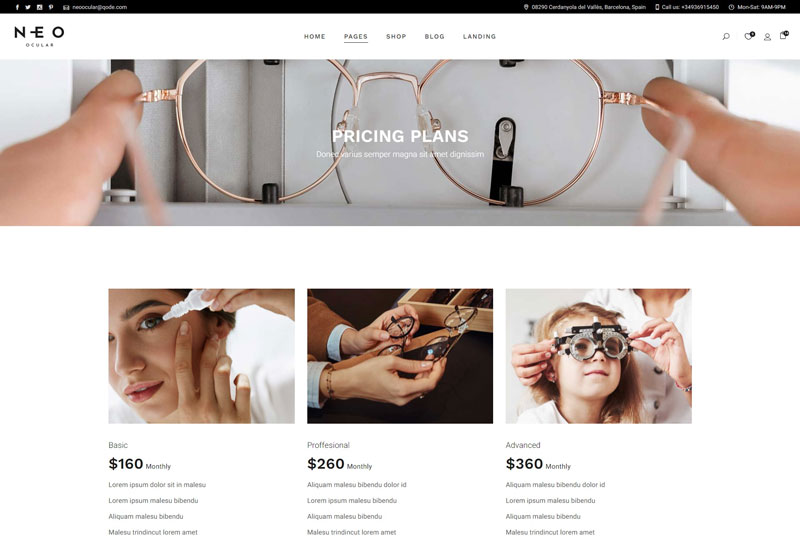 neoocular@qode.com
08290 Cerdanyola del Vallès, Barcelona, Spain
Call us: +34936915450
Mon-Sat: 9AM-9PM
NEO
OCULAR
HOME
PAGES
SHOP
BLOG
LANDING
PRICING PLANS
Donec varius semper magna sit amet dignissim
Basic
$160 Monthly
Lorem ipsum dolor sit in malesu
Lorem ipsum malesu bibendu
Aliquam malesu bibendu
Malesu trindincut lorem amet
Proffesional
$260 Monthly
Aliquam malesu bibendu dolor id
Lorem ipsum malesu bibendu
Aliquam malesu bibendu
Malesu trindincut lorem amet
Advanced
$360 Monthly
Aliquam malesu bibendu dolor id
Lorem ipsum malesu bibendu
Aliquam malesu bibendu
Malesu trindincut lorem amet